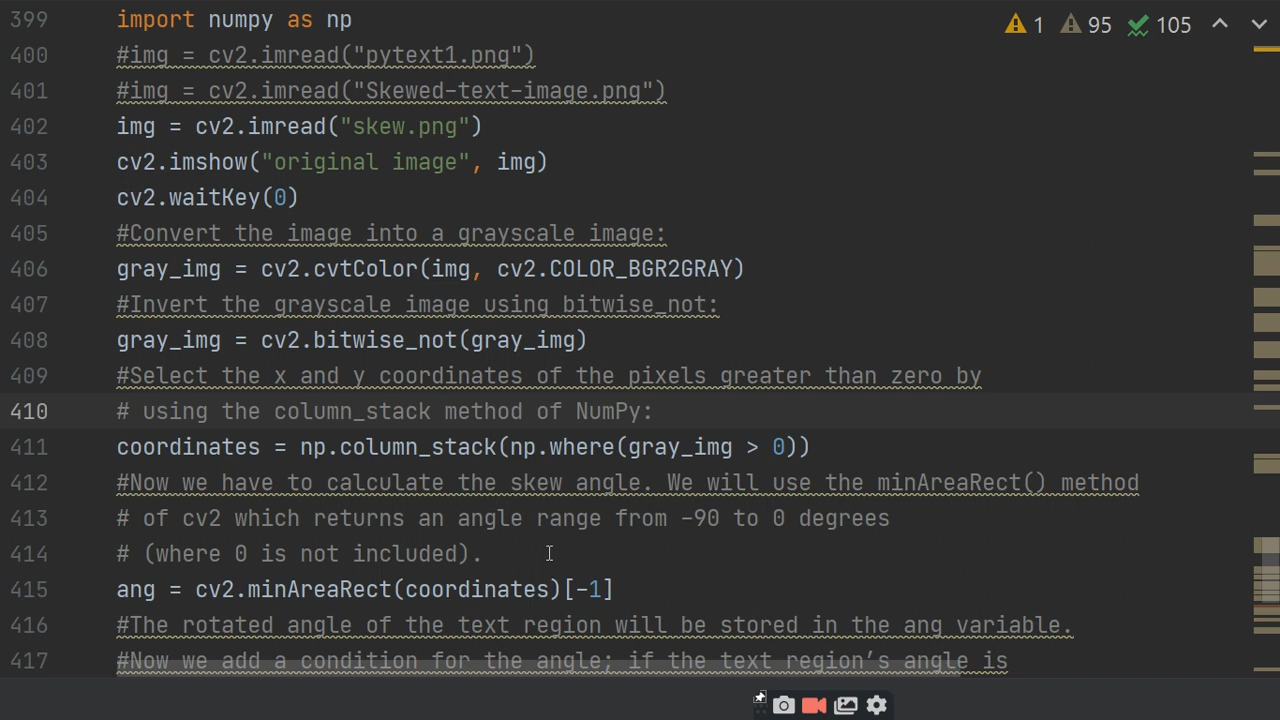 399 import numpy as np
1 95 105
400 #img = cv2.imread("pytext1.png")
401 #img = cv2.imread("Skewed-text-image.png")
402 img = cv2.imread("skew.png")
403 cv2.imshow("original image", img)
404 cv2.waitKey(0)
405 #Convert the image into a grayscale image:
406 gray_img = cv2.cvtColor(img, cv2.COLOR_BGR2GRAY)
407 #Invert the grayscale image using bitwise_not:
408 gray_img = cv2.bitwise_not(gray_img)
409 #Select the x and y coordinates of the pixels greater than zero by
410 # using the column_stack method of NumPy:
411 coordinates = np.column_stack(np.where(gray_img > 0))
412 #Now we have to calculate the skew angle. We will use the minAreaRect() method
413 # of cv2 which returns an angle range from -90 to 0 degrees
414 # (where 0 is not included).
415 ang = cv2.minAreaRect(coordinates)[-1]
416 #The rotated angle of the text region will be stored in the ang variable.
417 #Now we add a condition for the angle; if the text region’s angle is